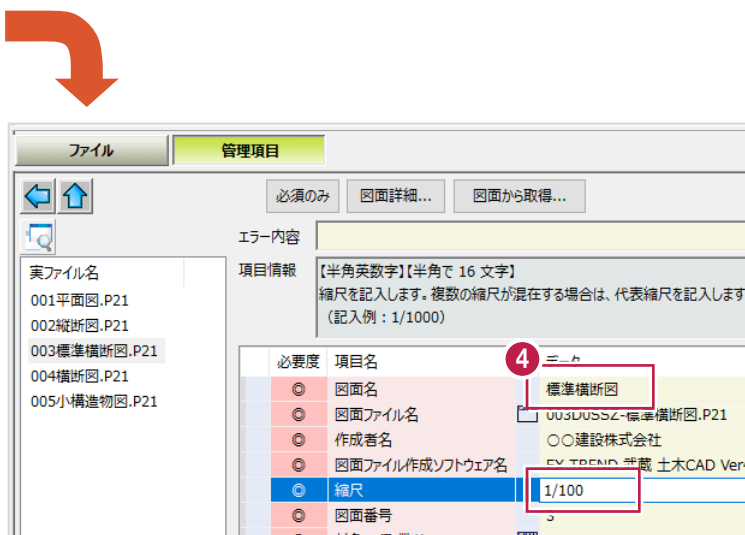 ファイル
管理項目
必須のみ
図面詳細...
図面から取得...
エラー内容
項目情報
【半角英数字】【半角で 16 文字】
縮尺を記入します。複数の縮尺が混在する場合は、代表縮尺を記入します
（記入例：1/1000）
実ファイル名
001平面図.P21
002縦断図.P21
003標準横断図.P21
004横断図.P21
005小構造物図.P21
必要度 項目名 データ
4
◎ 図面名 標準横断図
◎ 図面ファイル名 003D0SSZ-標準横断図.P21
◎ 作成者名 〇〇建設株式会社
◎ 図面ファイル作成ソフトウェア名 EX-TREND 武蔵 土木CAD Ver
◎ 縮尺 1/100
◎ 図面番号 3